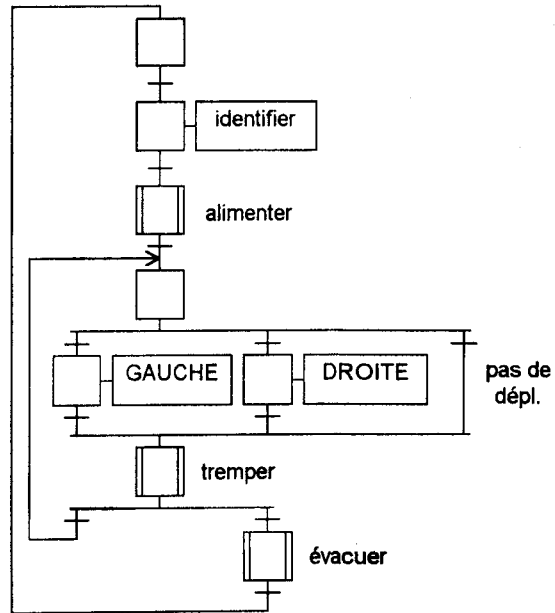 identifier
alimenter
GAUCHE
DROITE
pas de
dépl.
tremper
évacuer